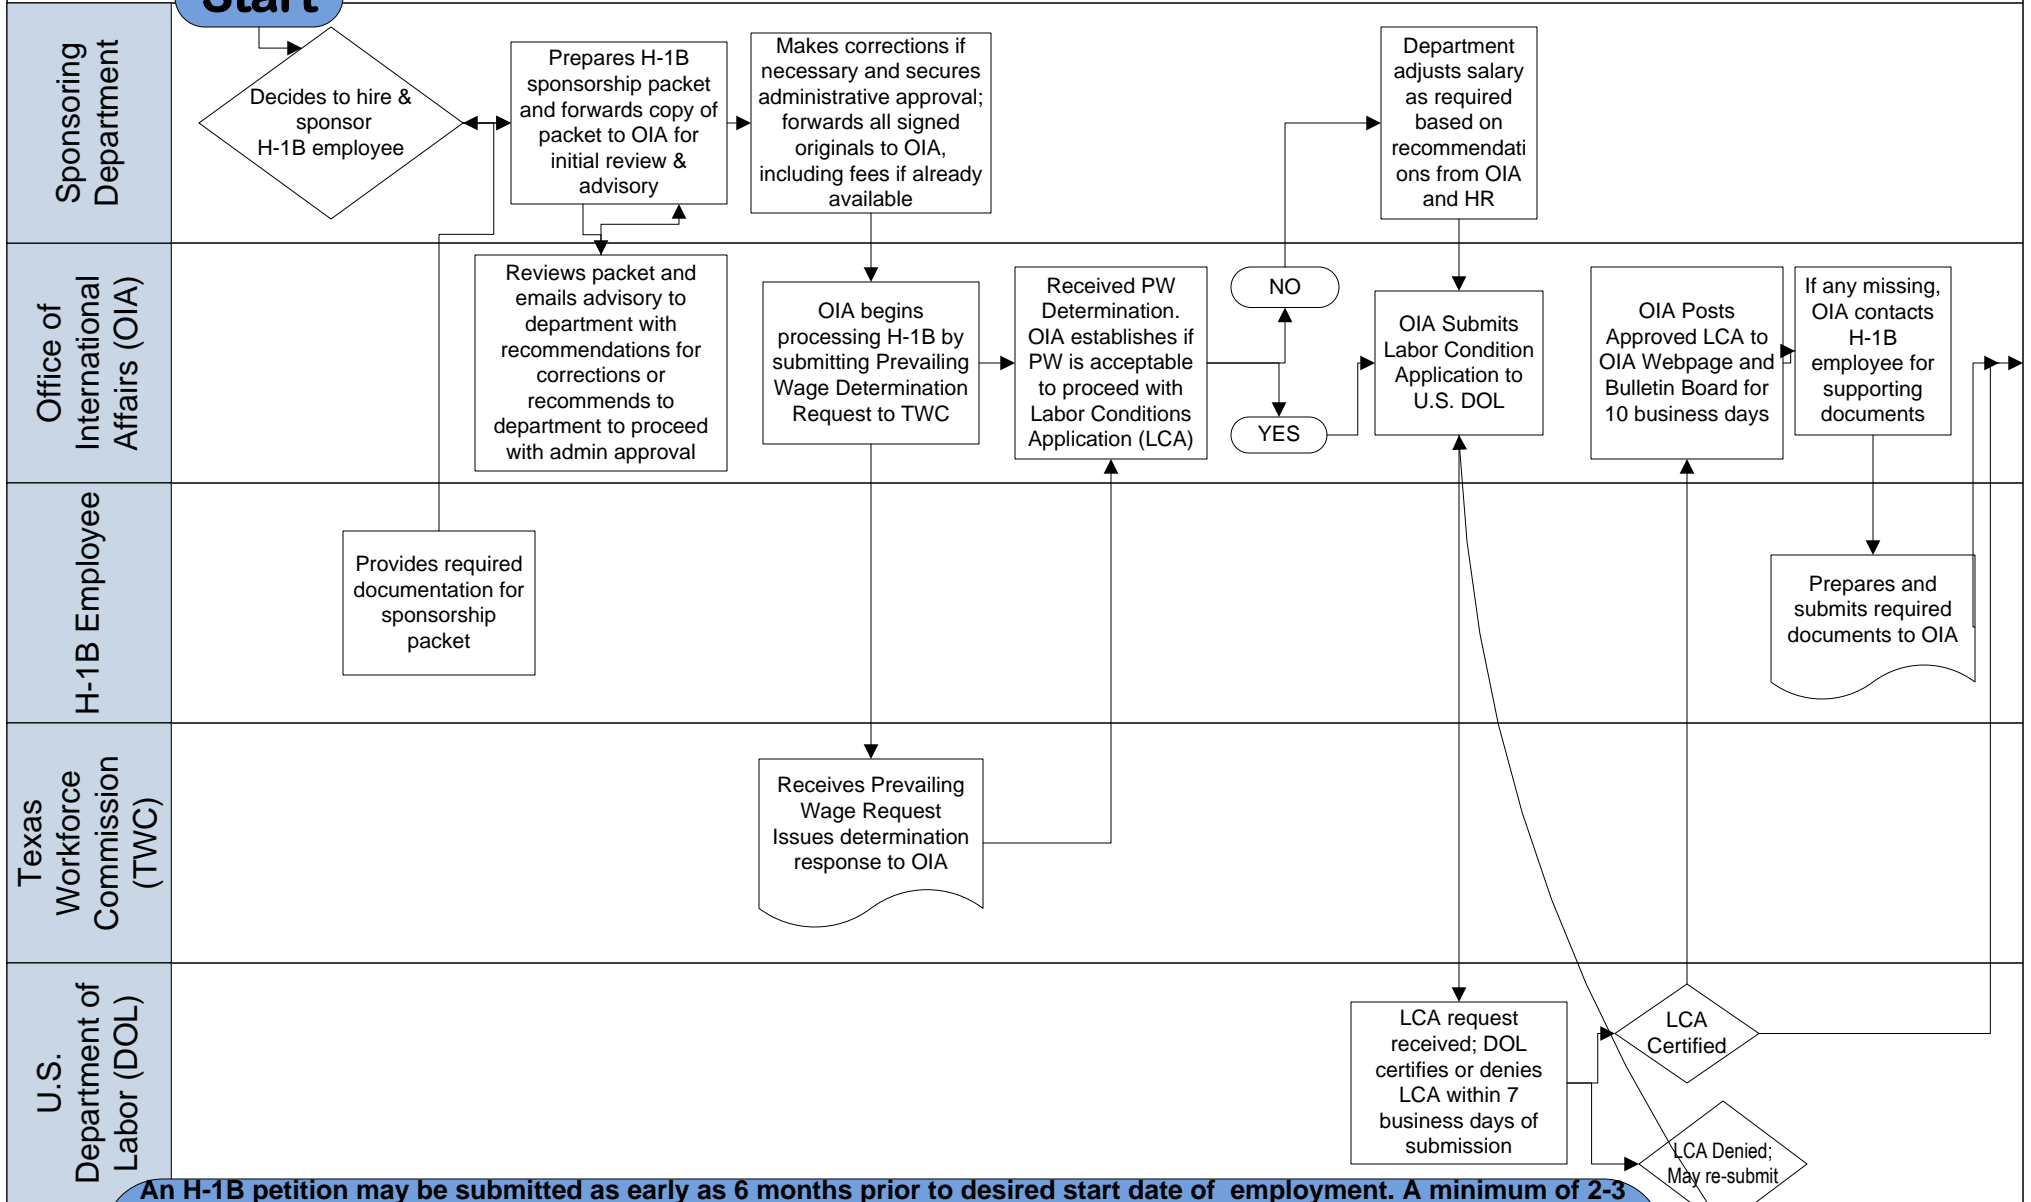 Start
Sponsoring
Department
Decides to hire &
sponsor
H-1B employee
Prepares H-1B
sponsorship packet
and forwards copy of
packet to OIA for
initial review &
advisory
Makes corrections if
necessary and secures
administrative approval;
forwards all signed
originals to OIA,
including fees if already
available
Department
adjusts salary
as required
based on
recommendati
ons from OIA
and HR
Office of
International
Affairs (OIA)
Reviews packet and
emails advisory to
department with
recommendations for
corrections or
recommends to
department to proceed
with admin approval
OIA begins
processing H-1B by
submitting Prevailing
Wage Determination
Request to TWC
Received PW
Determination.
OIA establishes if
PW is acceptable
to proceed with
Labor Conditions
Application (LCA)
NO
YES
OIA Submits
Labor Condition
Application to
U.S. DOL
OIA Posts
Approved LCA to
OIA Webpage and
Bulletin Board for
10 business days
If any missing,
OIA contacts
H-1B
employee for
supporting
documents
H-1B Employee
Provides required
documentation for
sponsorship
packet
Prepares and
submits required
documents to OIA
Texas
Workforce
Commission
(TWC)
Receives Prevailing
Wage Request
Issues determination
response to OIA
U.S.
Department of
Labor (DOL)
LCA request
received; DOL
certifies or denies
LCA within 7
business days of
submission
LCA
Certified
LCA Denied;
May re-submit
An H-1B petition may be submitted as early as 6 months prior to desired start date of employment. A minimum of 2-3